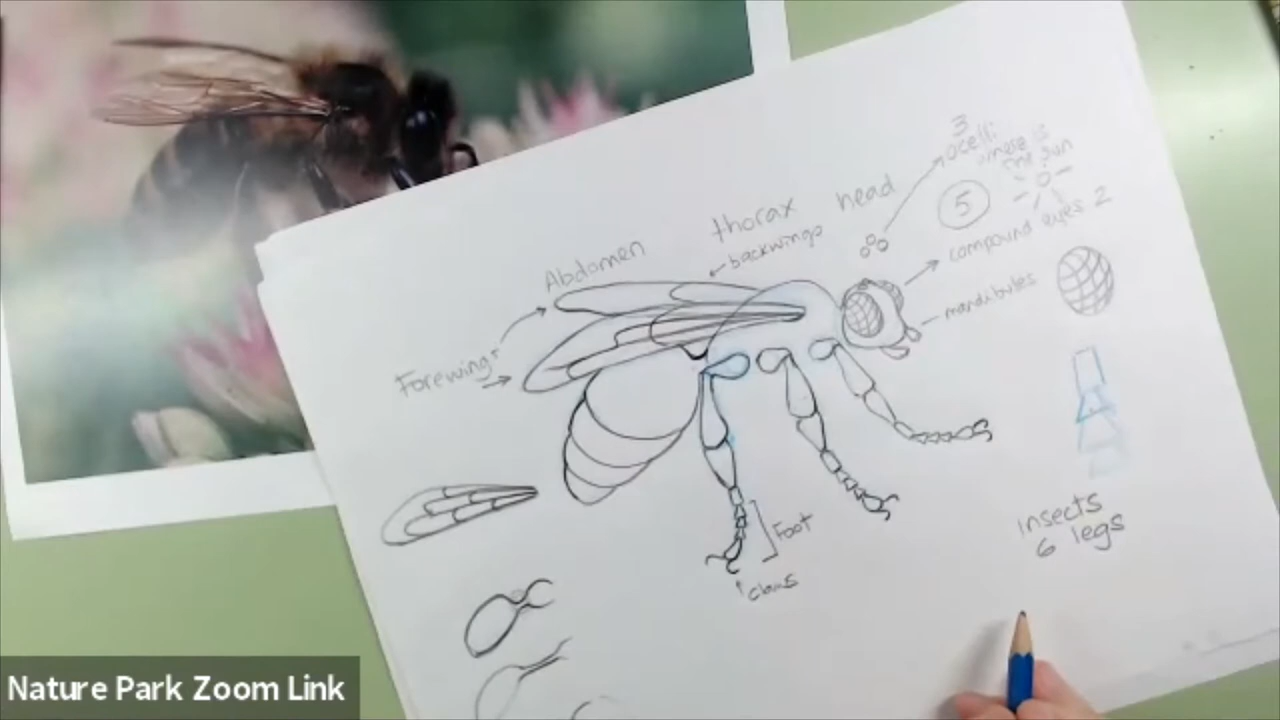 3
ocelli
where is
the sun
5
head
thorax
compound eyes 2
backwings
Abdomen
mandibules
Forewings
insects
6 legs
Foot
claws
Nature Park Zoom Link